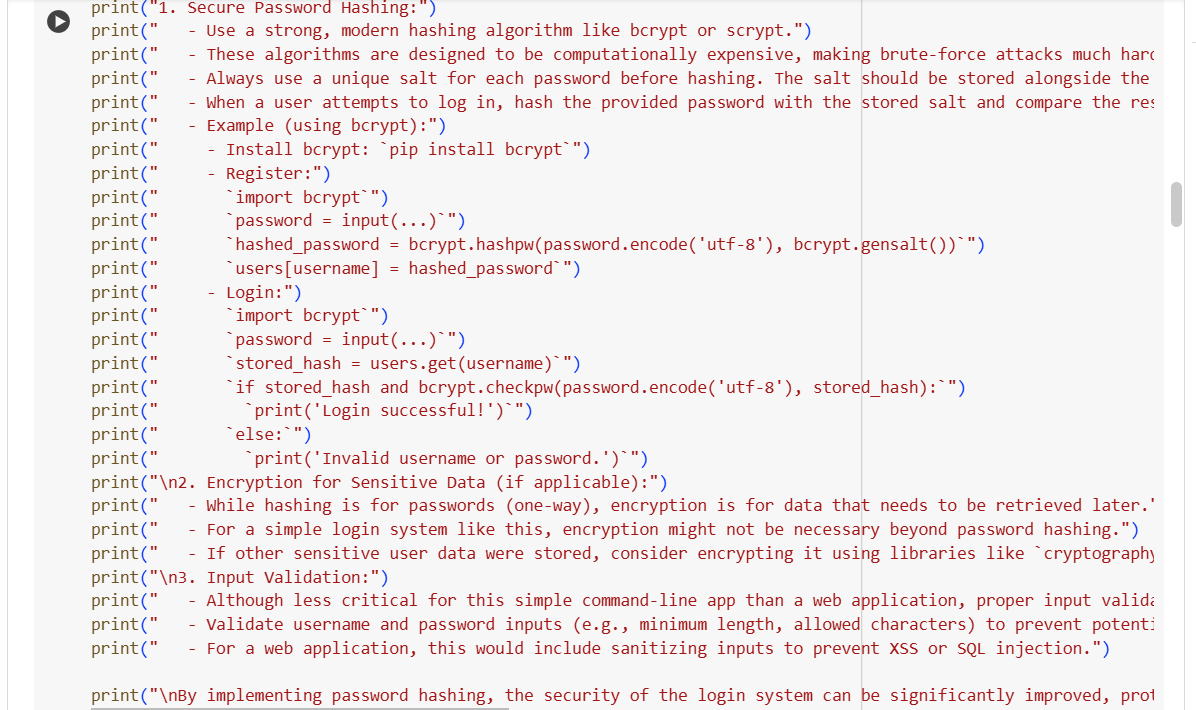 print("1. Secure Password Hashing:")
print("   - Use a strong, modern hashing algorithm like bcrypt or scrypt.")
print("   - These algorithms are designed to be computationally expensive, making brute-force attacks much
print("   - Always use a unique salt for each password before hashing. The salt should be stored alongside the
print("   - When a user attempts to log in, hash the provided password with the stored salt and compare the
print("   - Example (using bcrypt):")
print("     - Install bcrypt: `pip install bcrypt`")
print("     - Register:")
print("       `import bcrypt`")
print("       `password = input(...)`")
print("       `hashed_password = bcrypt.hashpw(password.encode('utf-8'), bcrypt.gensalt())`")
print("       `users[username] = hashed_password`")
print("     - Login:")
print("       `import bcrypt`")
print("       `password = input(...)`")
print("       `stored_hash = users.get(username)`")
print("       `if stored_hash and bcrypt.checkpw(password.encode('utf-8'), stored_hash):`")
print("         `print('Login successful!')`")
print("       `else:`")
print("         `print('Invalid username or password.')`")
print("\n2. Encryption for Sensitive Data (if applicable):")
print("   - While hashing is for passwords (one-way), encryption is for data that needs to be retrieved later."
print("   - For a simple login system like this, encryption might not be necessary beyond password hashing.")
print("   - If other sensitive user data were stored, consider encrypting it using libraries like `cryptography
print("\n3. Input Validation:")
print("   - Although less critical for this simple command-line app than a web application, proper input
print("   - Validate username and password inputs (e.g., minimum length, allowed characters) to prevent
print("   - For a web application, this would include sanitizing inputs to prevent XSS or SQL injection.")
print("\nBy implementing password hashing, the security of the login system can be significantly improved,